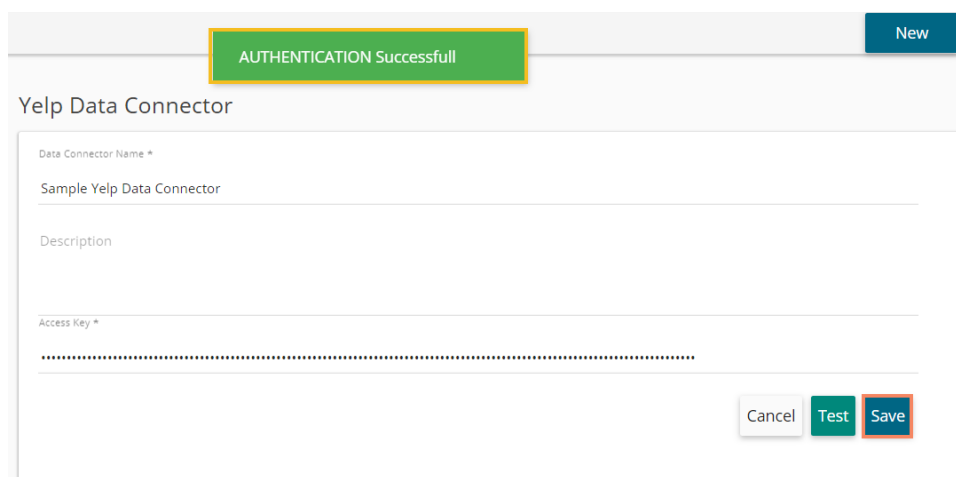 New
AUTHENTICATION Successfull
Yelp Data Connector
Data Connector Name *
Sample Yelp Data Connector
Description
Access Key *
Cancel Test Save